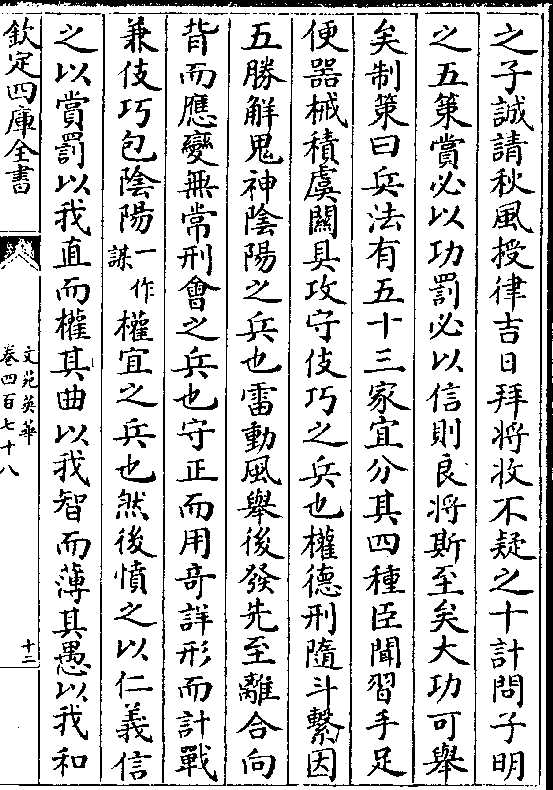 之子誠請秋風授律吉日拜將收不疑之十計問子明
之五策賞必以功罰必以信則良將斯至矣大功可舉
矣制策曰兵法有五十三家宜分其四種臣聞習手足
便器械積虞關具攻守伎巧之兵也權德刑隨斗繫因
五勝解鬼神陰陽之兵也雷動風舉後發先至離合向
背而應變無常刑會之兵也守正而用竒詳形而計戰
兼伎巧包陰陽一作謀權宜之兵也然後憤之以仁義信
之以賞罰以我直而權其曲以我智而薄其愚以我和
欽定四庫全書
文苑英華
卷四百七十八
十三